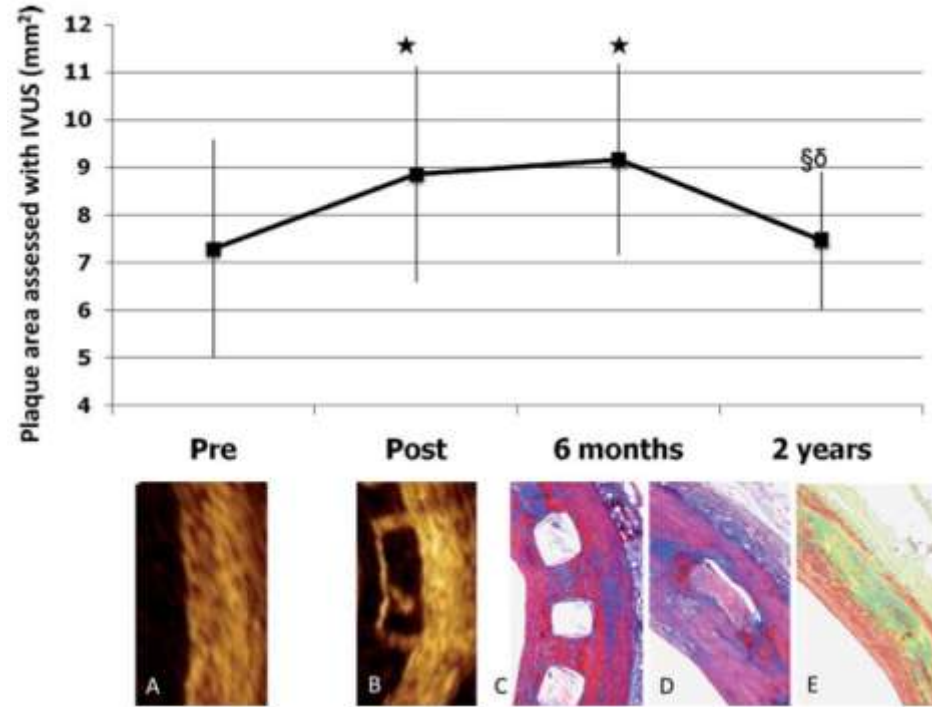 Plaque area assessed with IVUS (mm²)
12
11
10
9
8
7
6
5
4
★
★
§δ
Pre
Post
6 months
2 years
A
B
C
D
E